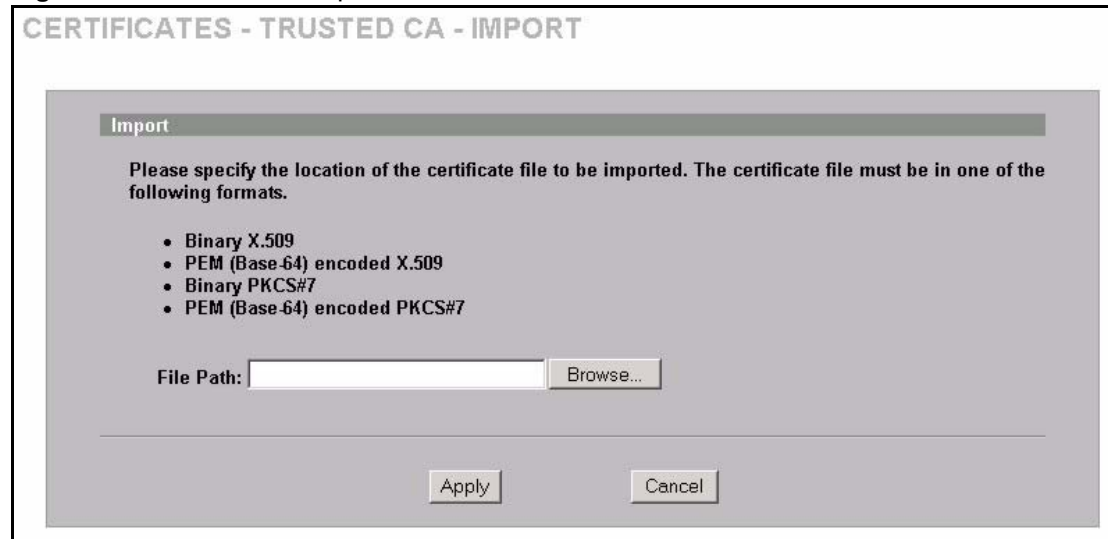 CERTIFICATES - TRUSTED CA - IMPORT
Import
Please specify the location of the certificate file to be imported. The certificate file must be in one of the
following formats.
• Binary X.509
• PEM (Base-64) encoded X.509
• Binary PKCS#7
• PEM (Base-64) encoded PKCS#7
File Path:
Browse...
Apply
Cancel